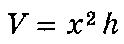 V = x² h